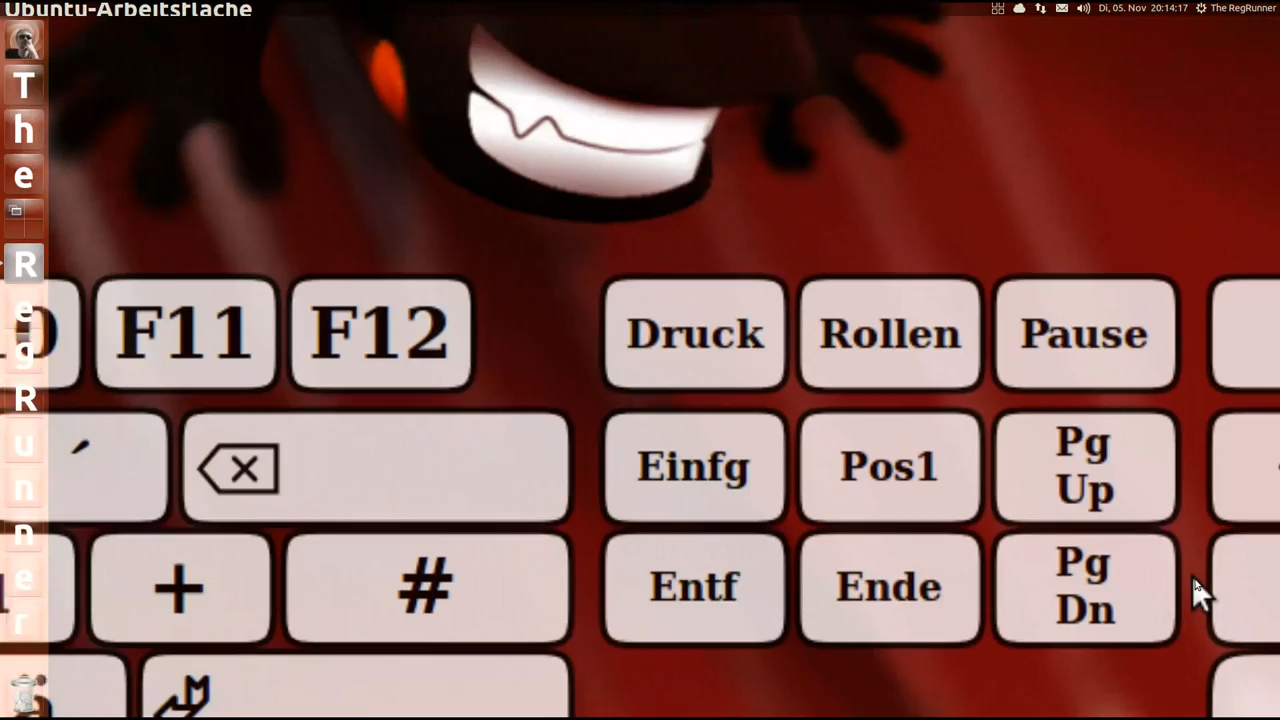 Ubuntu-Arbeitsfläche
Di, 05. Nov 20:14:17 The RegRunner
T
h
e
R
e
g
R
u
n
n
e
r
0 F11 F12 Druck Rollen Pause
´ Einfg Pos1 Pg Up
+ # Entf Ende Pg Dn